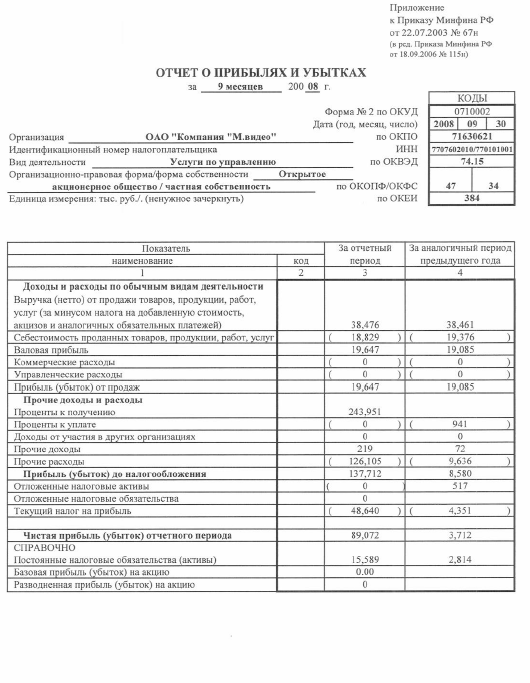 Приложение
к Приказу Минфина РФ
от 22.07.2003 № 67н
(в ред. Приказа Минфина РФ
от 18.09.2006 № 115н)
ОТЧЕТ О ПРИБЫЛЯХ И УБЫТКАХ
за 9 месяцев 200 08 г.
КОДЫ
Форма № 2 по ОКУД 0710002
Дата (год, месяц, число) 2008 09 30
Организация ОАО "Компания "М.видео" по ОКПО 71630621
Идентификационный номер налогоплательщика ИНН 7707602010/770101001
Вид деятельности Услуги по управлению по ОКВЭД 74.15
Организационно-правовая форма/форма собственности Открытое
акционерное общество / частная собственность по ОКОПФ/ОКФС 47 34
Единица измерения: тыс. руб./. (ненужное зачеркнуть) по ОКЕИ 384
Показатель За отчетный За аналогичный период
наименование код период предыдущего года
1 2 3 4
Доходы и расходы по обычным видам деятельности
Выручка (нетто) от продажи товаров, продукции, работ,
услуг (за минусом налога на добавленную стоимость,
акцизов и аналогичных обязательных платежей) 38,476 38,461
Себестоимость проданных товаров, продукции, работ, услуг ( 18,829 ) ( 19,376 )
Валовая прибыль 19,647 19,085
Коммерческие расходы ( 0 ) ( 0 )
Управленческие расходы ( 0 ) ( 0 )
Прибыль (убыток) от продаж 19,647 19,085
Прочие доходы и расходы
Проценты к получению 243,951
Проценты к уплате ( 0 ) ( 941 )
Доходы от участия в других организациях 0 0
Прочие доходы 219 72
Прочие расходы ( 126,105 ) ( 9,636 )
Прибыль (убыток) до налогообложения 137,712 8,580
Отложенные налоговые активы ( 0 ) 517
Отложенные налоговые обязательства 0
Текущий налог на прибыль ( 48,640 ) ( 4,351 )
Чистая прибыль (убыток) отчетного периода 89,072 3,712
СПРАВОЧНО
Постоянные налоговые обязательства (активы) 15,589 2,814
Базовая прибыль (убыток) на акцию 0.00
Разводненная прибыль (убыток) на акцию 0